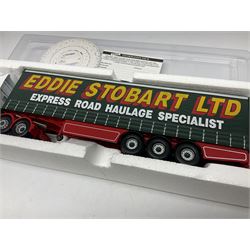 EDDIE STOBART LTD
EXPRESS ROAD HAULAGE SPECIALIST